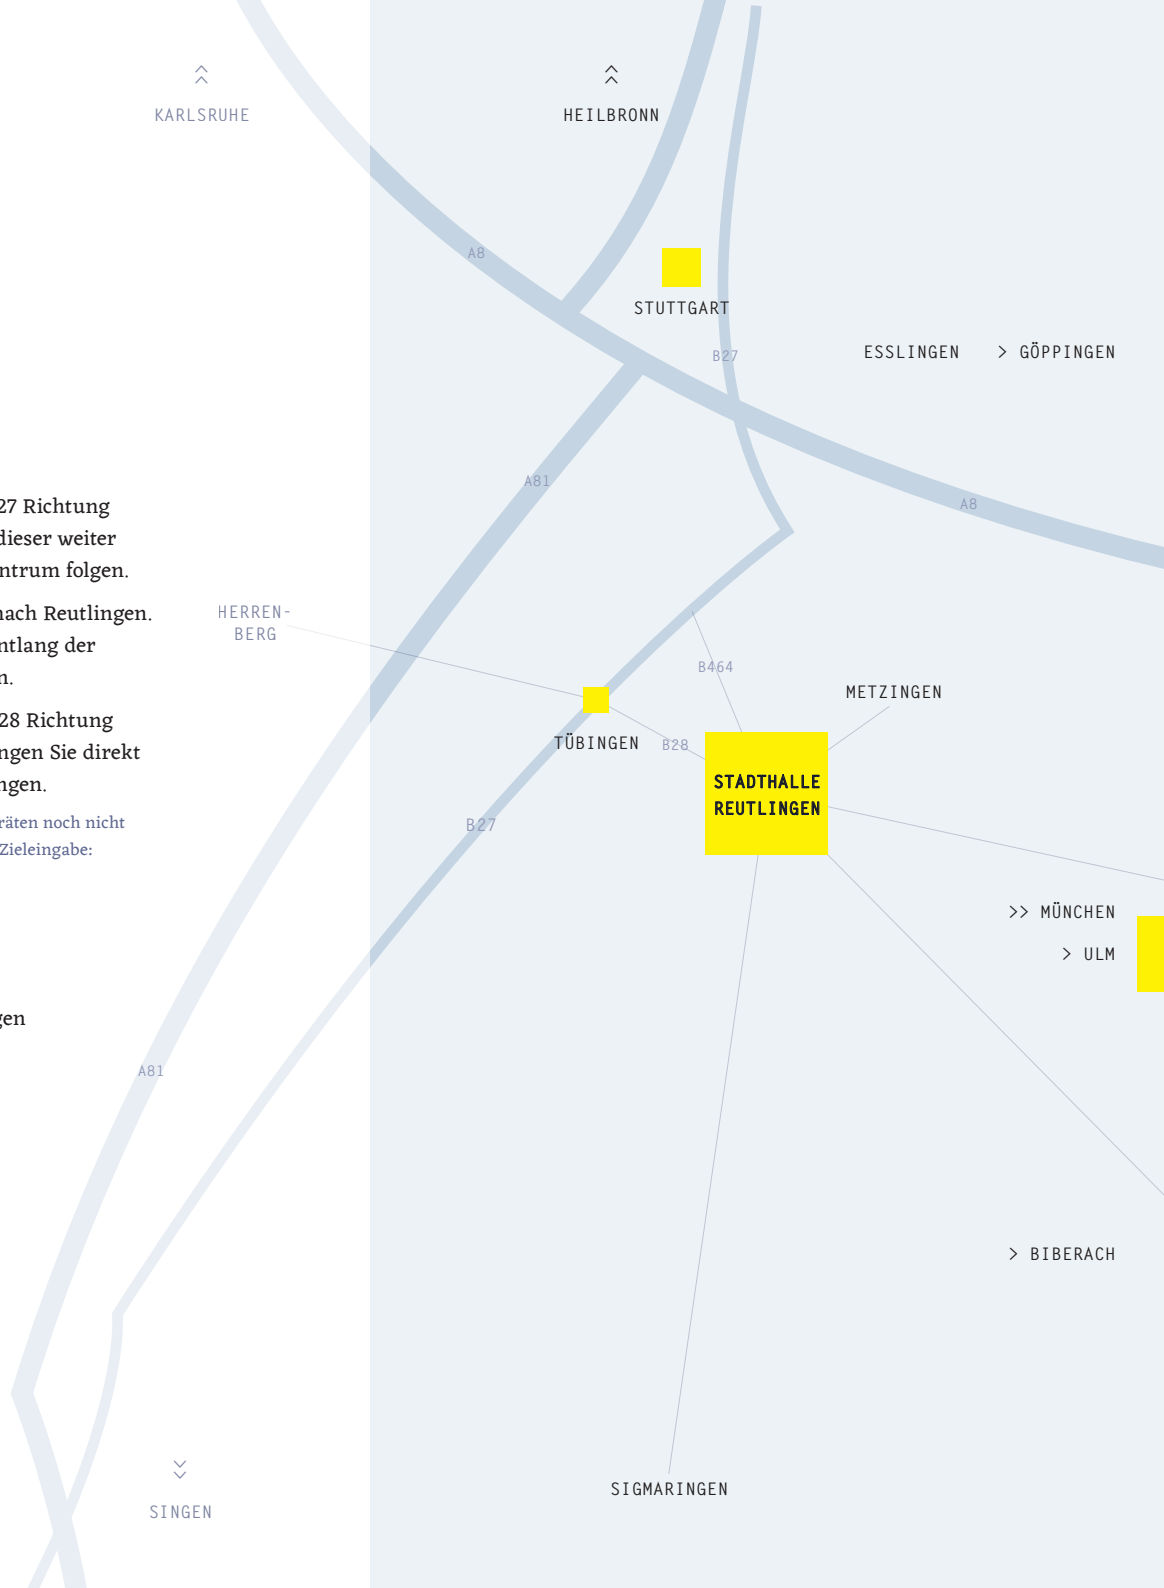 KARLSRUHE
HEILBRONN
A8
STUTTGART
B27
ESSLINGEN > GÖPPINGEN
A81
A8
27 Richtung
dieser weiter
ntrum folgen.
nach Reutlingen.
ntlang der
n.
28 Richtung
ngen Sie direkt
ngen.
räten noch nicht
Zieleingabe:
gen
HERREN-
BERG
B464
METZINGEN
TÜBINGEN
B28
STADTHALLE
REUTLINGEN
B27
>> MÜNCHEN
> ULM
A81
> BIBERACH
SIGMARINGEN
SINGEN